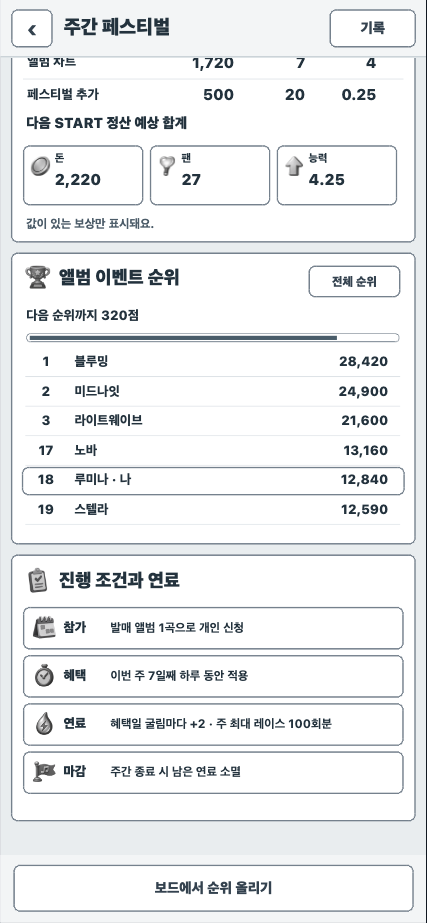 ‹ 주간 페스티벌 기록
앨범 차트 1,720 7 4
페스티벌 추가 500 20 0.25
다음 START 정산 예상 합계
돈 팬 능력
2,220 27 4.25
값이 있는 보상만 표시돼요.
앨범 이벤트 순위 전체 순위
다음 순위까지 320점
1 블루밍 28,420
2 미드나잇 24,900
3 라이트웨이브 21,600
17 노바 13,160
18 루미나 · 나 12,840
19 스텔라 12,590
진행 조건과 연료
참가 발매 앨범 1곡으로 개인 신청
혜택 이번 주 7일째 하루 동안 적용
연료 혜택일 굴림마다 +2 · 주 최대 레이스 100회분
마감 주간 종료 시 남은 연료 소멸
보드에서 순위 올리기